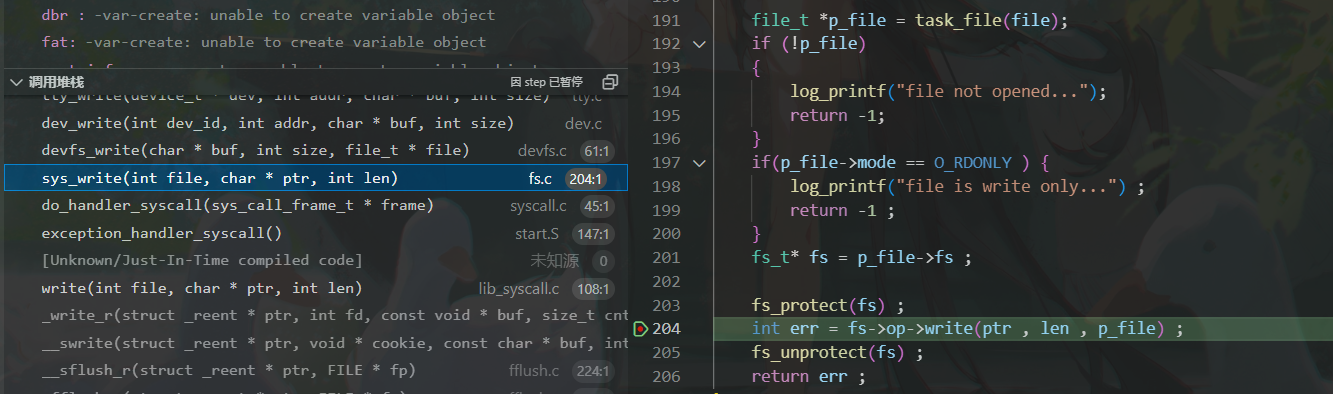 dbr : -var-create: unable to create variable object
fat: -var-create: unable to create variable object
调用堆栈 因 step 已暂停
tty_write(device_t * dev, int addr, char * buf, int size) tty.c
dev_write(int dev_id, int addr, char * buf, int size) dev.c
devfs_write(char * buf, int size, file_t * file) devfs.c 61:1
sys_write(int file, char * ptr, int len) fs.c 204:1
do_handler_syscall(sys_call_frame_t * frame) syscall.c 45:1
exception_handler_syscall() start.S 147:1
[Unknown/Just-In-Time compiled code] 未知源 0
write(int file, char * ptr, int len) lib_syscall.c 108:1
_write_r(struct _reent * ptr, int fd, const void * buf, size_t cnt
__swrite(struct _reent * ptr, void * cookie, const char * buf, int
__sflush_r(struct _reent * ptr, FILE * fp) fflush.c 224:1
191 file_t *p_file = task_file(file);
192 if (!p_file)
193 {
194 log_printf("file not opened...");
195 return -1;
196 }
197 if(p_file->mode == O_RDONLY ) {
198 log_printf("file is write only...") ;
199 return -1 ;
200 }
201 fs_t* fs = p_file->fs ;
202
203 fs_protect(fs) ;
204 int err = fs->op->write(ptr , len , p_file) ;
205 fs_unprotect(fs) ;
206 return err ;